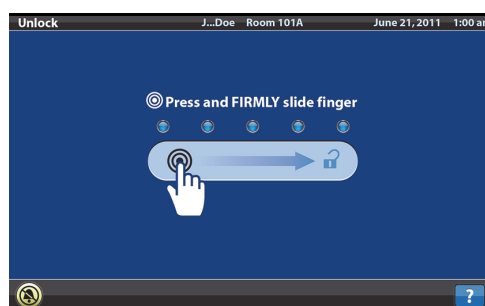 Unlock J...Doe Room 101A June 21, 2011 1:00 a
Press and FIRMLY slide finger
?